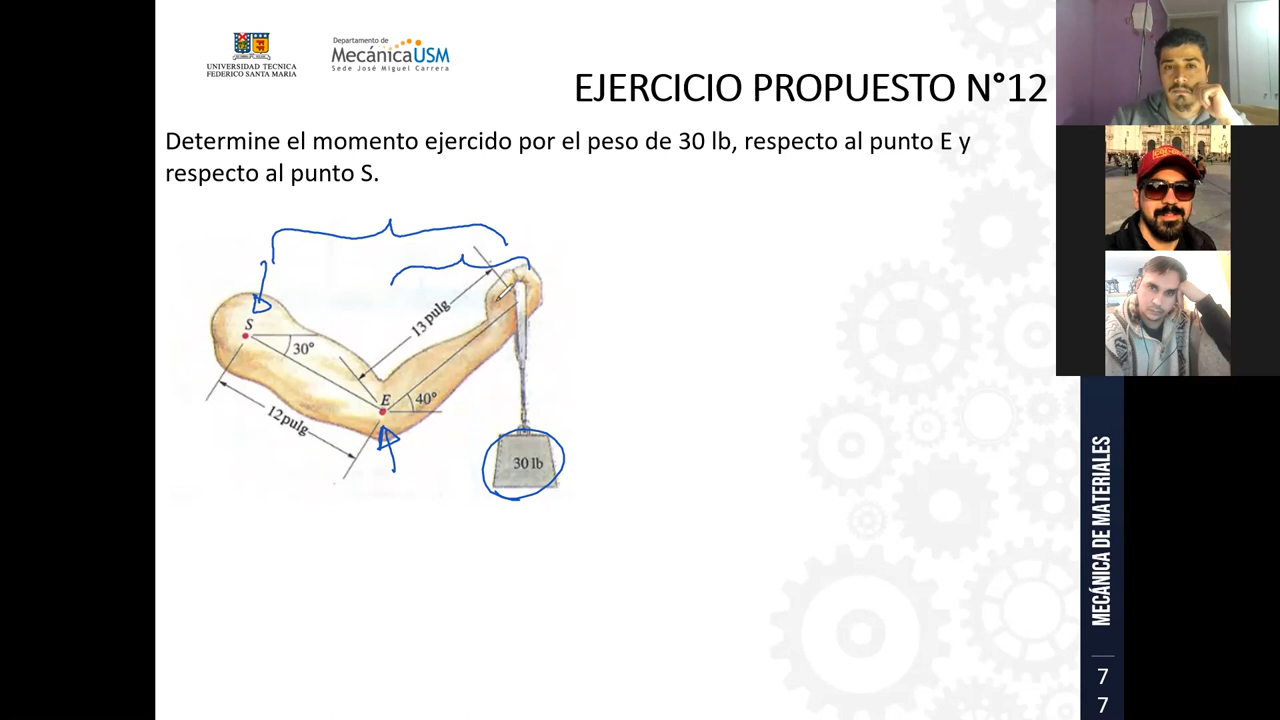 UNIVERSIDAD TECNICA
FEDERICO SANTA MARIA
Departamento de
MecánicaUSM
Sede José Miguel Carrera
EJERCICIO PROPUESTO N°12
Determine el momento ejercido por el peso de 30 lb, respecto al punto E y
respecto al punto S.
S
30°
13 pulg
E
40°
12 pulg
30 lb
MECÁNICA DE MATERIALES
7
7